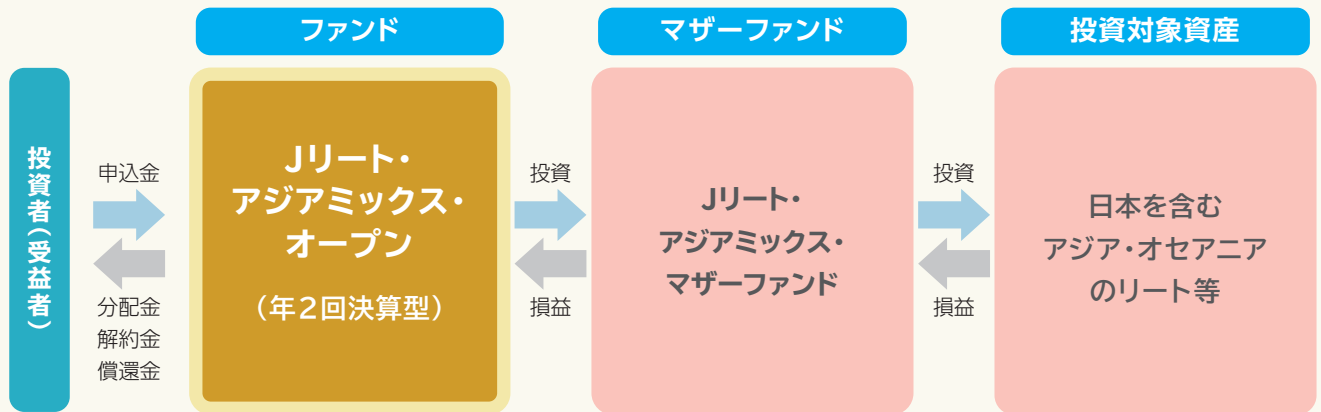 ファンド
マザーファンド
投資対象資産
投資者(受益者)
申込金
分配金
解約金
償還金
Jリート・
アジアミックス・
オープン
(年2回決算型)
投資
損益
Jリート・
アジアミックス・
マザーファンド
投資
損益
日本を含む
アジア・オセアニア
のリート等